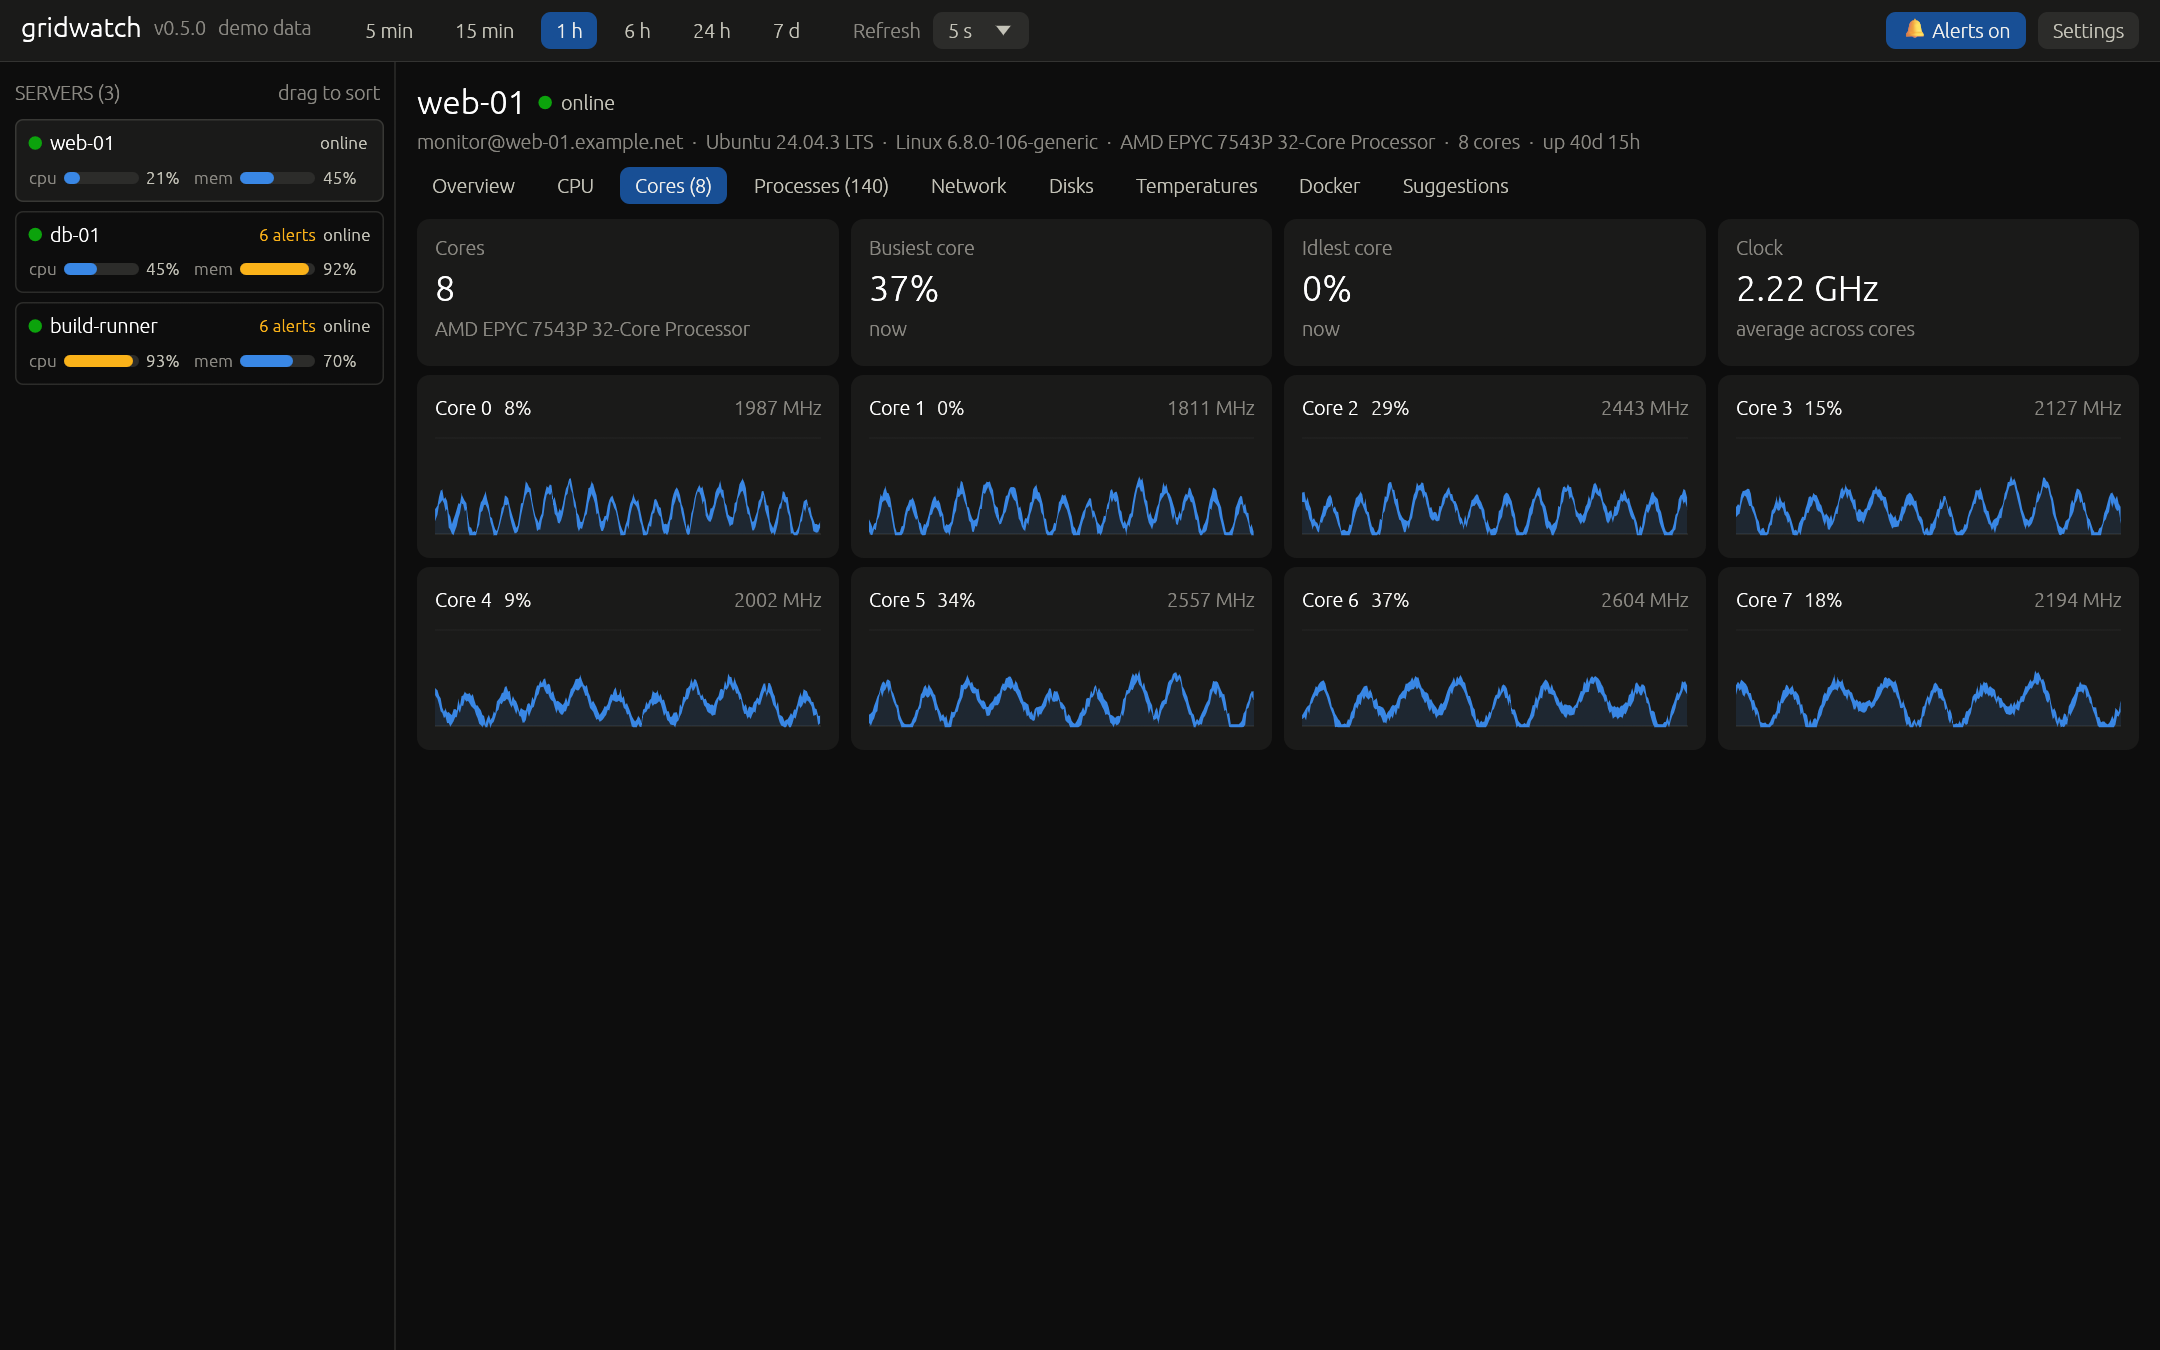 gridwatch v0.5.0 demo data 5 min 15 min 1 h 6 h 24 h 7 d Refresh 5 s Alerts on Settings
SERVERS (3) drag to sort
web-01 online
cpu 21% mem 45%
db-01 6 alerts online
cpu 45% mem 92%
build-runner 6 alerts online
cpu 93% mem 70%
web-01 online
monitor@web-01.example.net · Ubuntu 24.04.3 LTS · Linux 6.8.0-106-generic · AMD EPYC 7543P 32-Core Processor · 8 cores · up 40d 15h
Overview CPU Cores (8) Processes (140) Network Disks Temperatures Docker Suggestions
Cores
8
AMD EPYC 7543P 32-Core Processor
Busiest core
37%
now
Idlest core
0%
now
Clock
2.22 GHz
average across cores
Core 0 8% 1987 MHz
Core 1 0% 1811 MHz
Core 2 29% 2443 MHz
Core 3 15% 2127 MHz
Core 4 9% 2002 MHz
Core 5 34% 2557 MHz
Core 6 37% 2604 MHz
Core 7 18% 2194 MHz